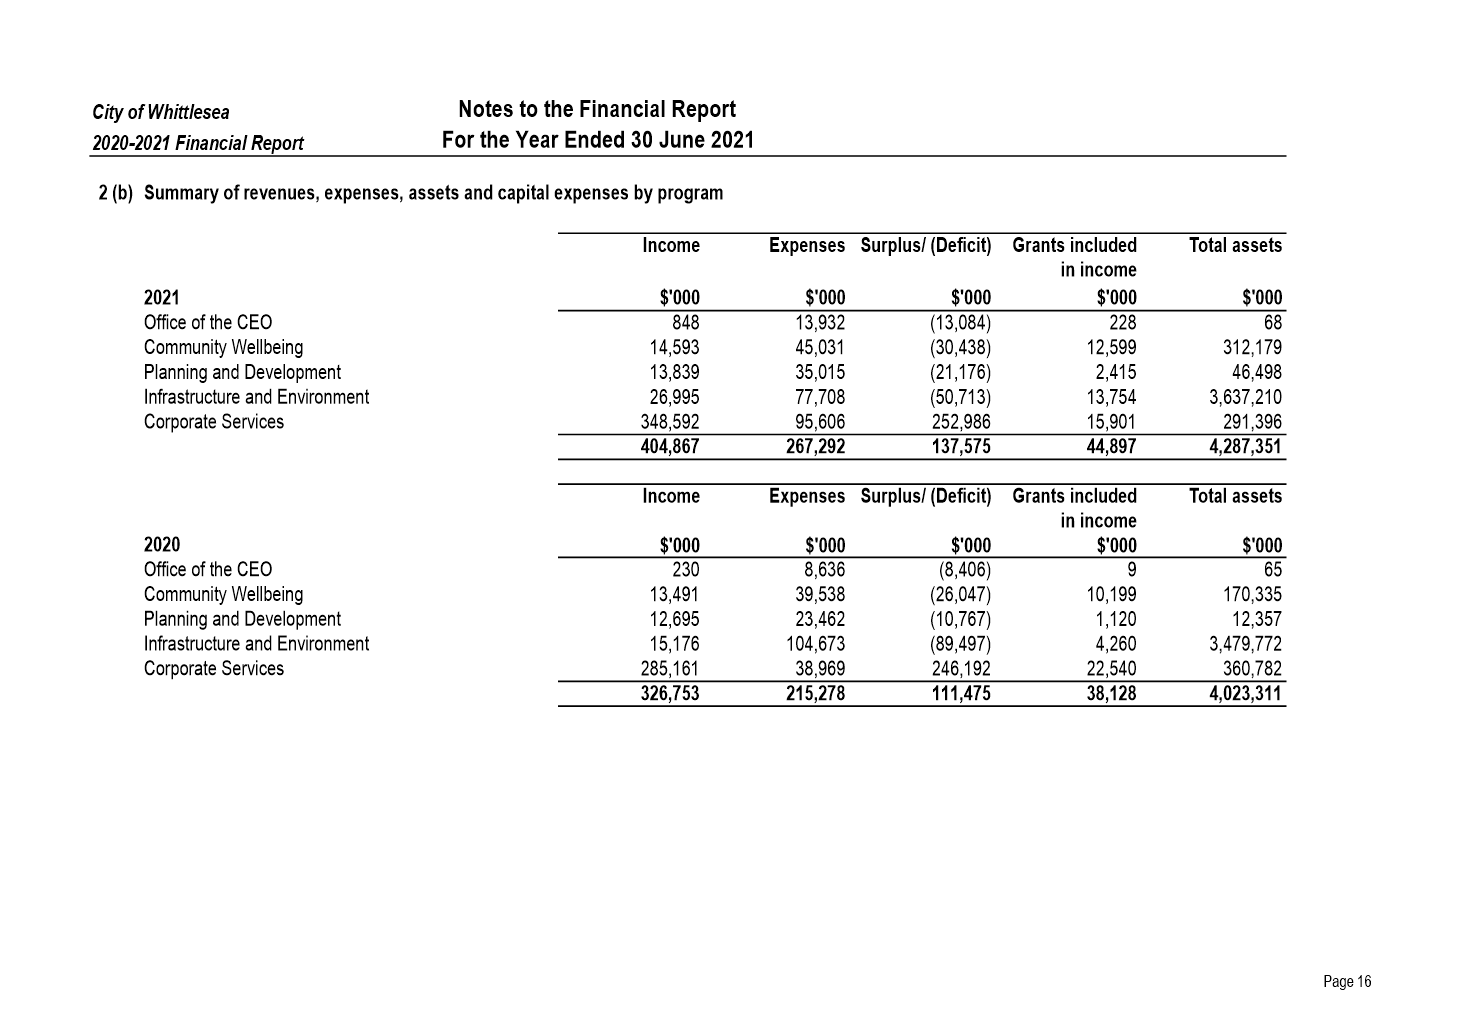 City of Whittlesea Notes to the Financial Report
2020-2021 Financial Report For the Year Ended 30 June 2021
2 (b) Summary of revenues, expenses, assets and capital expenses by program
Income Expenses Surplus/ (Deficit) Grants included Total assets
in income
2021 $'000 $'000 $'000 $'000 $'000
Office of the CEO 848 13,932 (13,084) 228 68
Community Wellbeing 14,593 45,031 (30,438) 12,599 312,179
Planning and Development 13,839 35,015 (21,176) 2,415 46,498
Infrastructure and Environment 26,995 77,708 (50,713) 13,754 3,637,210
Corporate Services 348,592 95,606 252,986 15,901 291,396
404,867 267,292 137,575 44,897 4,287,351
Income Expenses Surplus/ (Deficit) Grants included Total assets
in income
2020 $'000 $'000 $'000 $'000 $'000
Office of the CEO 230 8,636 (8,406) 9 65
Community Wellbeing 13,491 39,538 (26,047) 10,199 170,335
Planning and Development 12,695 23,462 (10,767) 1,120 12,357
Infrastructure and Environment 15,176 104,673 (89,497) 4,260 3,479,772
Corporate Services 285,161 38,969 246,192 22,540 360,782
326,753 215,278 111,475 38,128 4,023,311
Page 16